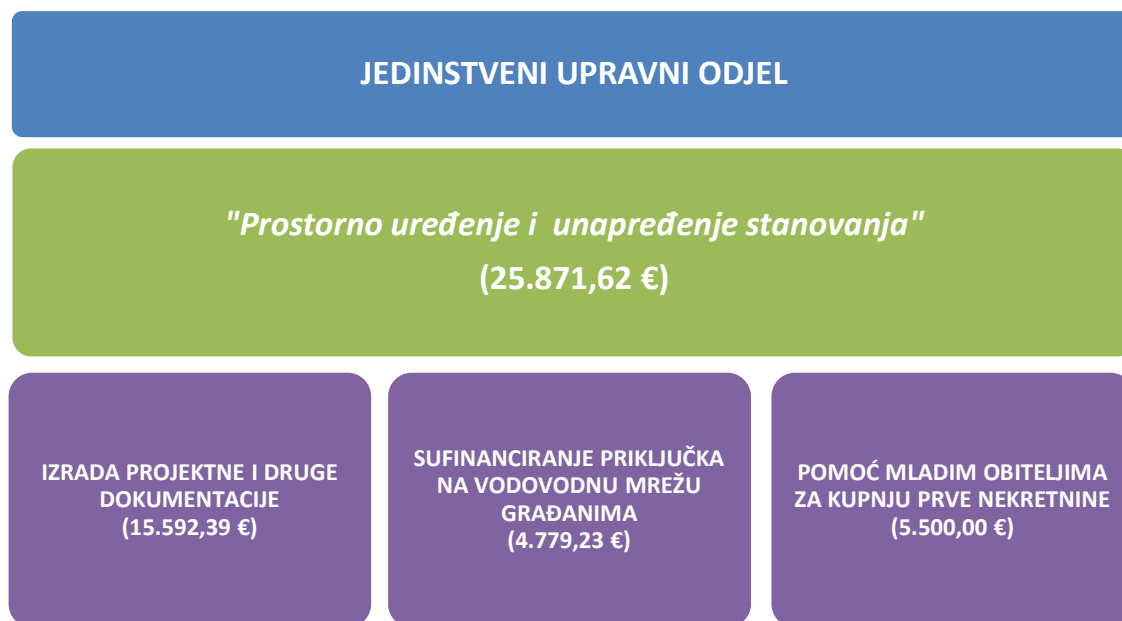 JEDINSTVENI UPRAVNI ODJEL
"Prostorno uređenje i  unapređenje stanovanja"
(25.871,62 €)
IZRADA PROJEKTNE I DRUGE
DOKUMENTACIJE
(15.592,39 €)
SUFINANCIRANJE PRIKLJUČKA
NA VODOVODNU MREŽU
GRAĐANIMA
(4.779,23 €)
POMOĆ MLADIM OBITELJIMA
ZA KUPNJU PRVE NEKRETNINE
(5.500,00 €)